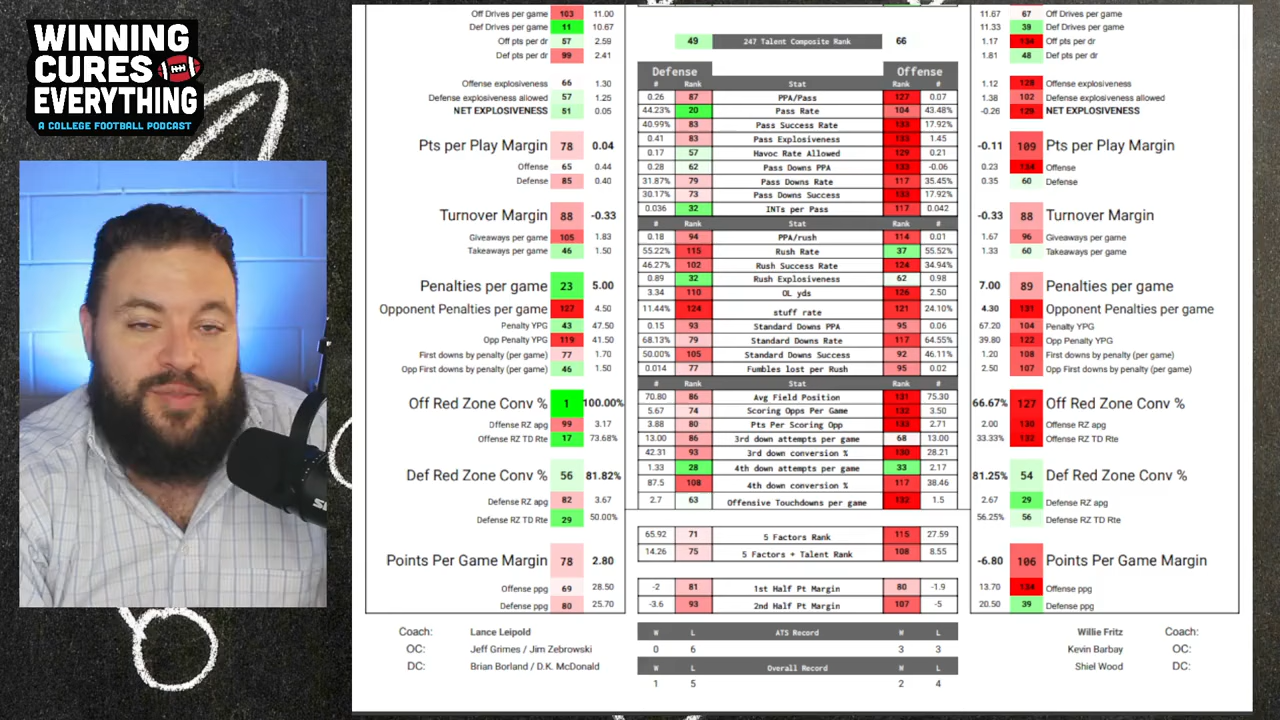 WINNING
CURES
EVERYTHING
A COLLEGE FOOTBALL PODCAST
Off Drives per game 103 11.00
Def Drives per game 11 10.67
Off pts per dr 57 2.59
Def pts per dr 99 2.41
Offense explosiveness 66 1.30
Defense explosiveness allowed 57 1.25
NET EXPLOSIVENESS 51 0.05
Pts per Play Margin 78 0.04
Offense 65 0.44
Defense 85 0.40
Turnover Margin 88 -0.33
Giveaways per game 105 1.83
Takeaways per game 46 1.50
Penalties per game 23 5.00
Opponent Penalties per game 127 4.50
Penalty YPG 43 47.50
Opp Penalty YPG 119 41.50
First downs by penalty (per game) 77 1.70
Opp First downs by penalty (per game) 46 1.50
Off Red Zone Conv % 1 100.00%
Offense RZ apg 99 3.17
Offense RZ TD Rte 17 73.68%
Def Red Zone Conv % 56 81.82%
Defense RZ apg 82 3.67
Defense RZ TD Rte 29 50.00%
Points Per Game Margin 78 2.80
Offense ppg 69 28.50
Defense ppg 80 25.70
Coach: Lance Leipold
OC: Jeff Grimes / Jim Zebrowski
DC: Brian Borland / D.K. McDonald
49 247 Talent Composite Rank 66
Defense Offense
# Rank Stat Rank #
0.26 87 PPA/Pass 127 0.07
44.23% 20 Pass Rate 104 43.48%
40.99% 83 Pass Success Rate 133 17.92%
0.41 83 Pass Explosiveness 133 1.45
0.17 57 Havoc Rate Allowed 129 0.21
0.28 62 Pass Downs PPA 133 -0.06
31.87% 79 Pass Downs Rate 117 35.45%
30.17% 73 Pass Downs Success 133 17.92%
0.036 32 INTs per Pass 117 0.042
# Rank Stat Rank #
0.18 94 PPA/rush 114 0.01
55.22% 115 Rush Rate 37 55.52%
46.27% 102 Rush Success Rate 124 34.94%
0.89 32 Rush Explosiveness 62 0.98
3.34 110 OL yds 126 2.50
11.44% 124 stuff rate 121 24.10%
0.15 93 Standard Downs PPA 95 0.06
68.13% 79 Standard Downs Rate 117 64.55%
50.00% 105 Standard Downs Success 92 46.11%
0.014 77 Fumbles lost per Rush 95 0.02
# Rank Stat Rank #
70.80 86 Avg Field Position 131 75.30
5.67 74 Scoring Opps Per Game 132 3.50
3.88 80 Pts Per Scoring Opp 133 2.71
13.00 86 3rd down attempts per game 68 13.00
42.31 93 3rd down conversion % 130 28.21
1.33 28 4th down attempts per game 33 2.17
87.5 108 4th down conversion % 117 38.46
2.7 63 Offensive Touchdowns per game 132 1.5
65.92 71 5 Factors Rank 115 27.59
14.26 75 5 Factors + Talent Rank 108 8.55
-2 81 1st Half Pt Margin 80 -1.9
-3.6 93 2nd Half Pt Margin 107 -5
W L ATS Record W L
0 6 3 3
W L Overall Record W L
1 5 2 4
11.67 67 Off Drives per game
11.33 39 Def Drives per game
1.17 134 Off pts per dr
1.81 48 Def pts per dr
1.12 128 Offense explosiveness
1.38 102 Defense explosiveness allowed
-0.26 129 NET EXPLOSIVENESS
-0.11 109 Pts per Play Margin
0.23 134 Offense
0.35 60 Defense
-0.33 88 Turnover Margin
1.67 96 Giveaways per game
1.33 60 Takeaways per game
7.00 89 Penalties per game
4.30 131 Opponent Penalties per game
67.20 104 Penalty YPG
39.80 122 Opp Penalty YPG
1.20 108 First downs by penalty (per game)
2.50 107 Opp First downs by penalty (per game)
66.67% 127 Off Red Zone Conv %
2.00 130 Offense RZ apg
33.33% 132 Offense RZ TD Rte
81.25% 54 Def Red Zone Conv %
2.67 29 Defense RZ apg
56.25% 56 Defense RZ TD Rte
-6.80 106 Points Per Game Margin
13.70 134 Offense ppg
20.50 39 Defense ppg
Willie Fritz Coach:
Kevin Barbay OC:
Shiel Wood DC: